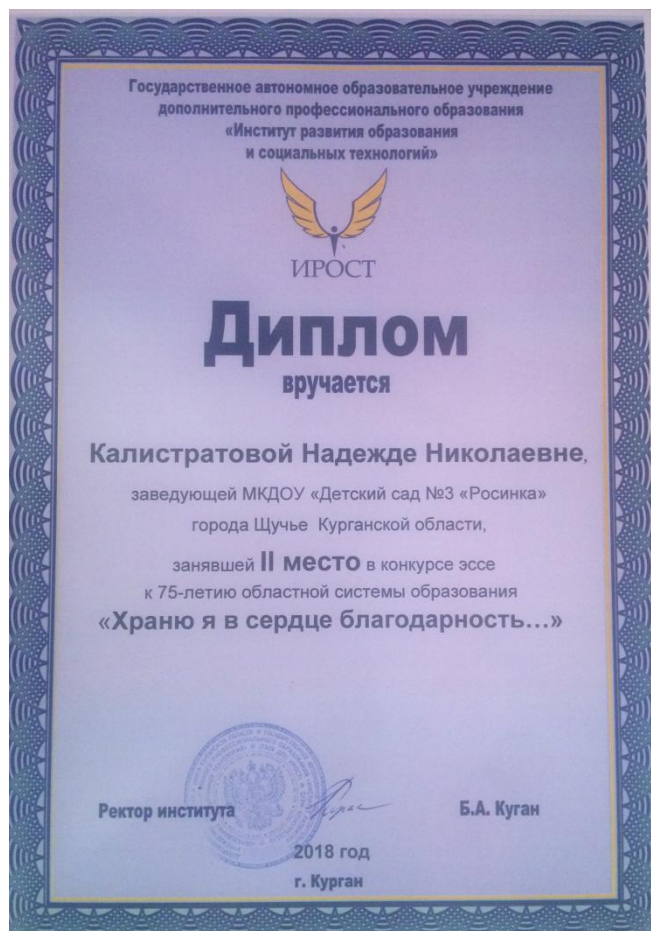 Государственное автономное образовательное учреждение
дополнительного профессионального образования
«Институт развития образования
и социальных технологий»
ИРОСТ
Диплом
вручается
Калистратовой Надежде Николаевне,
заведующей МКДОУ «Детский сад №3 «Росинка»
города Щучье Курганской области,
занявшей II место в конкурсе эссе
к 75-летию областной системы образования
«Храню я в сердце благодарность...»
Ректор института Б.А. Куган
2018 год
г. Курган